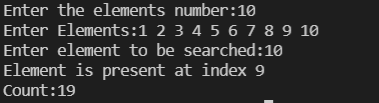 Enter the elements number:10
Enter Elements:1 2 3 4 5 6 7 8 9 10
Enter element to be searched:10
Element is present at index 9
Count:19